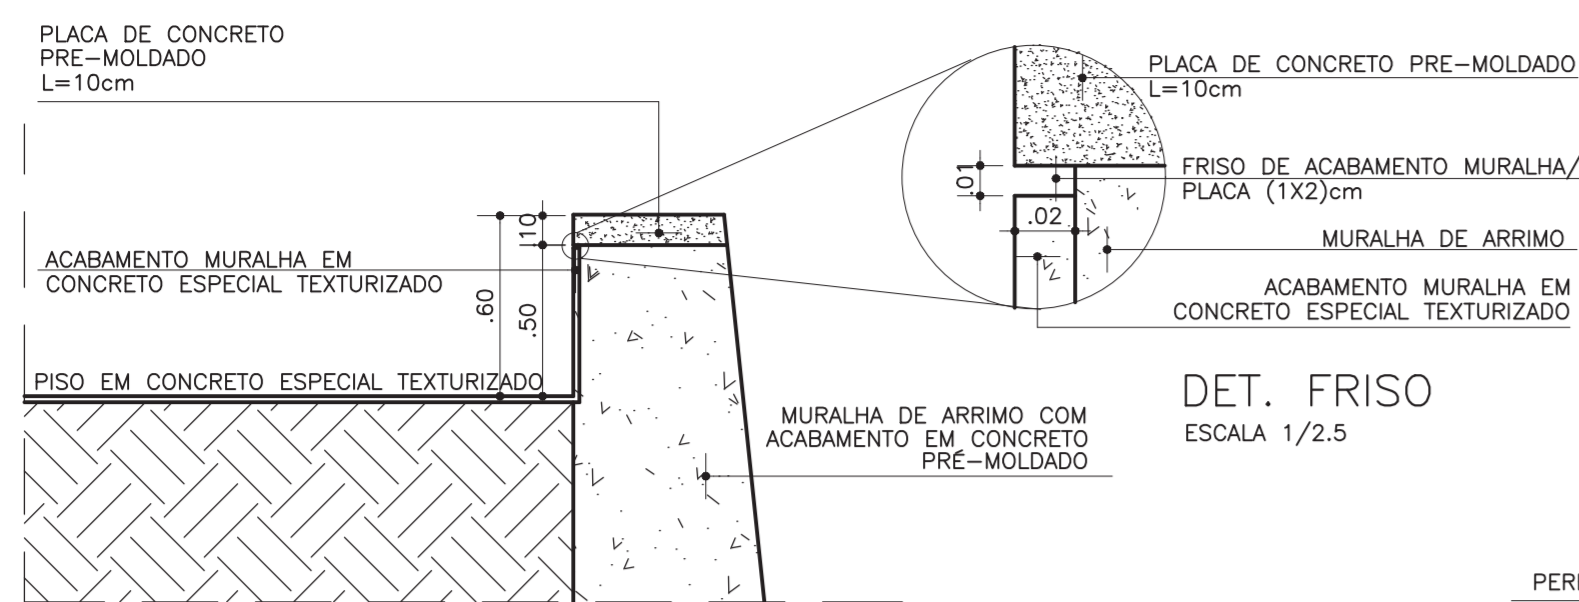 PLACA DE CONCRETO
PRE-MOLDADO
L=10cm
ACABAMENTO MURALHA EM
CONCRETO ESPECIAL TEXTURIZADO
.10
.60
.50
PISO EM CONCRETO ESPECIAL TEXTURIZADO
MURALHA DE ARRIMO COM
ACABAMENTO EM CONCRETO
PRÉ-MOLDADO
PLACA DE CONCRETO PRE-MOLDADO
L=10cm
FRISO DE ACABAMENTO MURALHA/
PLACA (1X2)cm
.01
.02
MURALHA DE ARRIMO
ACABAMENTO MURALHA EM
CONCRETO ESPECIAL TEXTURIZADO
DET. FRISO
ESCALA 1/2.5